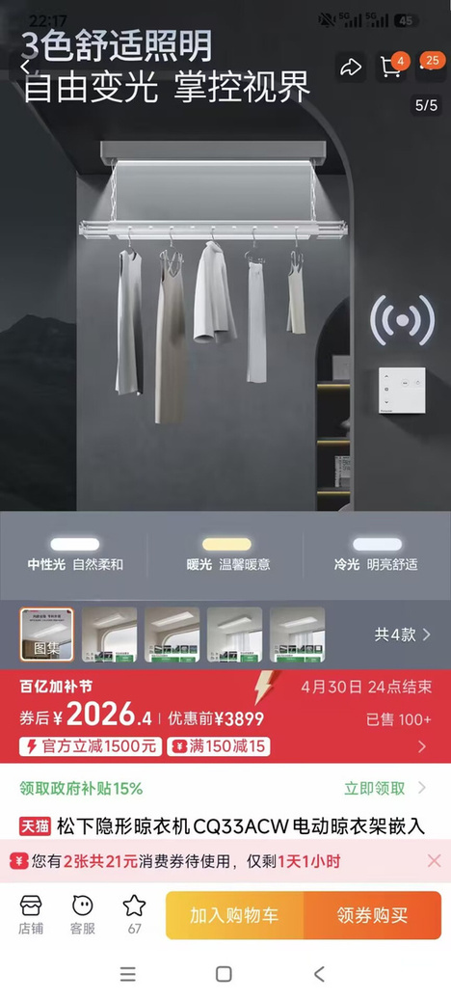 22:17
5G 5G 45
3色舒适照明
自由变光 掌控视界
4
25
5/5
中性光 自然柔和
暖光 温馨暖意
冷光 明亮舒适
图集
共4款
百亿加补节
4月30日 24点结束
券后¥2026.4 优惠前¥3899
已售 100+
官方立减1500元
满150减15
领取政府补贴15%
立即领取
天猫 松下隐形晾衣机CQ33ACW电动晾衣架嵌入
您有2张共21元消费券待使用，仅剩1天1小时
店铺
客服
67
加入购物车
领券购买